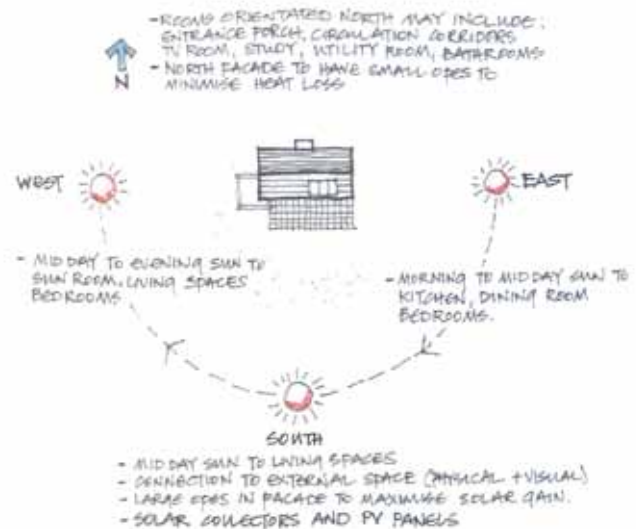 - ROOMS ORIENTATED NORTH MAY INCLUDE:
ENTRANCE PORCH, CIRCULATION CORRIDORS
TV ROOM, STUDY, UTILITY ROOM, BATHROOMS
- NORTH FACADE TO HAVE SMALL OPES TO
MINIMISE HEAT LOSS
N
WEST
EAST
- MID DAY TO EVENING SUN TO
SUN ROOM, LIVING SPACES
BEDROOMS
- MORNING TO MID DAY SUN TO
KITCHEN, DINING ROOM
BEDROOMS.
SOUTH
- MID DAY SUN TO LIVING SPACES
- CONNECTION TO EXTERNAL SPACE (PHYSICAL + VISUAL)
- LARGE OPES IN FACADE TO MAXIMISE SOLAR GAIN.
- SOLAR COLLECTORS AND PV PANELS